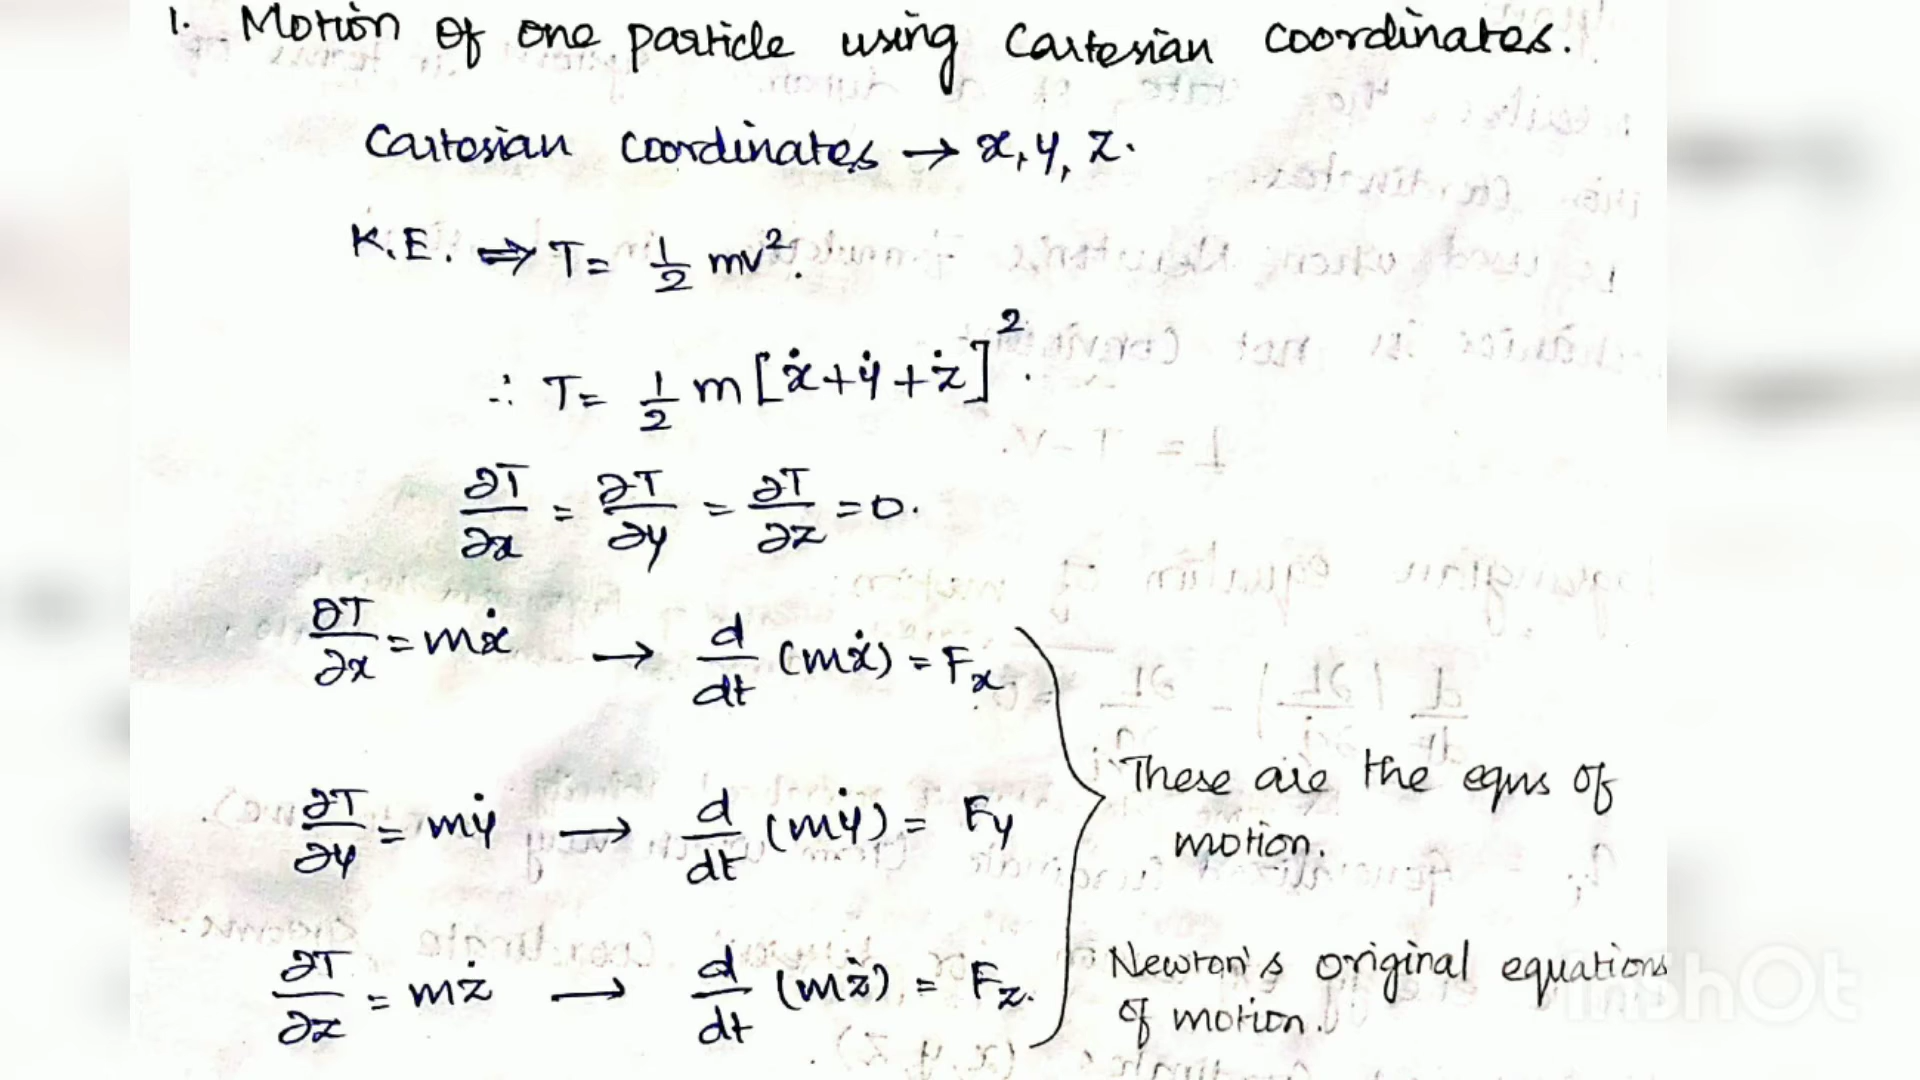 1. Motion of one particle using Cartesian coordinates.
Cartesian coordinates → x, y, z.
K.E. ⇒ T = 1/2 mv².
∴ T = 1/2 m [ẋ + ẏ + ż]².
∂T/∂x = ∂T/∂y = ∂T/∂z = 0.
∂T/∂x = mẋ → d/dt (mẋ) = Fx
∂T/∂y = mẏ → d/dt (mẏ) = Fy
These are the eqns of
motion.
∂T/∂z = mż → d/dt (mż) = Fz.
Newton's original equations
of motion.
InShOt